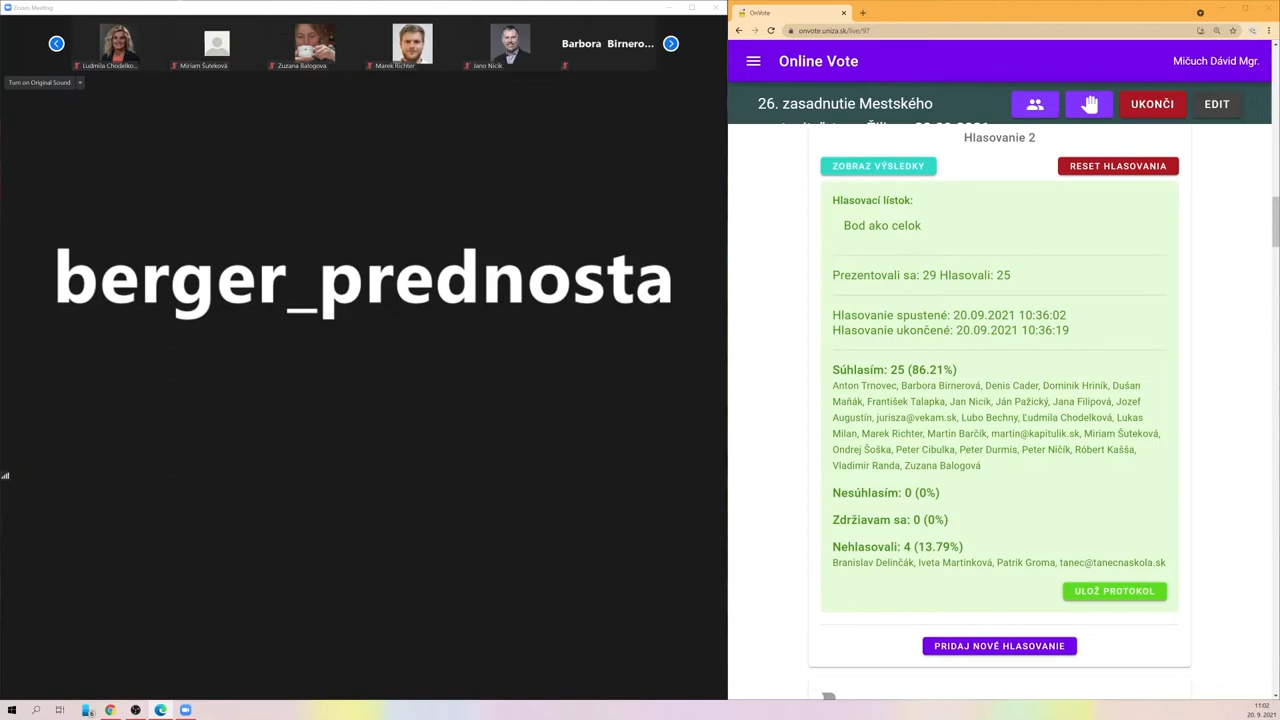 Zoom Meeting
Ludmila Chodelko...
Miriam Šuteková
Zuzana Balogova
Marek Richter
Jano Nicik
Barbora Birnero...
Turn on Original Sound
berger_prednosta
OnVote
onvote.uniza.sk/live/97
Online Vote
Mičuch Dávid Mgr.
26. zasadnutie Mestského
UKONČI
EDIT
Hlasovanie 2
ZOBRAZ VÝSLEDKY
RESET HLASOVANIA
Hlasovací lístok:
Bod ako celok
Prezentovali sa: 29 Hlasovali: 25
Hlasovanie spustené: 20.09.2021 10:36:02
Hlasovanie ukončené: 20.09.2021 10:36:19
Súhlasím: 25 (86.21%)
Anton Trnovec, Barbora Birnerová, Denis Cader, Dominik Hriník, Dušan
Maňák, František Talapka, Jan Nicik, Ján Pažický, Jana Filipová, Jozef
Augustín, jurisza@vekam.sk, Lubo Bechny, Ľudmila Chodelková, Lukas
Milan, Marek Richter, Martin Barčík, martin@kapitulik.sk, Miriam Šuteková,
Ondrej Šoška, Peter Cibulka, Peter Durmis, Peter Ničík, Róbert Kašša,
Vladimir Randa, Zuzana Balogová
Nesúhlasím: 0 (0%)
Zdržiavam sa: 0 (0%)
Nehlasovali: 4 (13.79%)
Branislav Delinčák, Iveta Martinková, Patrik Groma, tanec@tanecnaskola.sk
ULOŽ PROTOKOL
PRIDAJ NOVÉ HLASOVANIE
11:02
20. 9. 2021